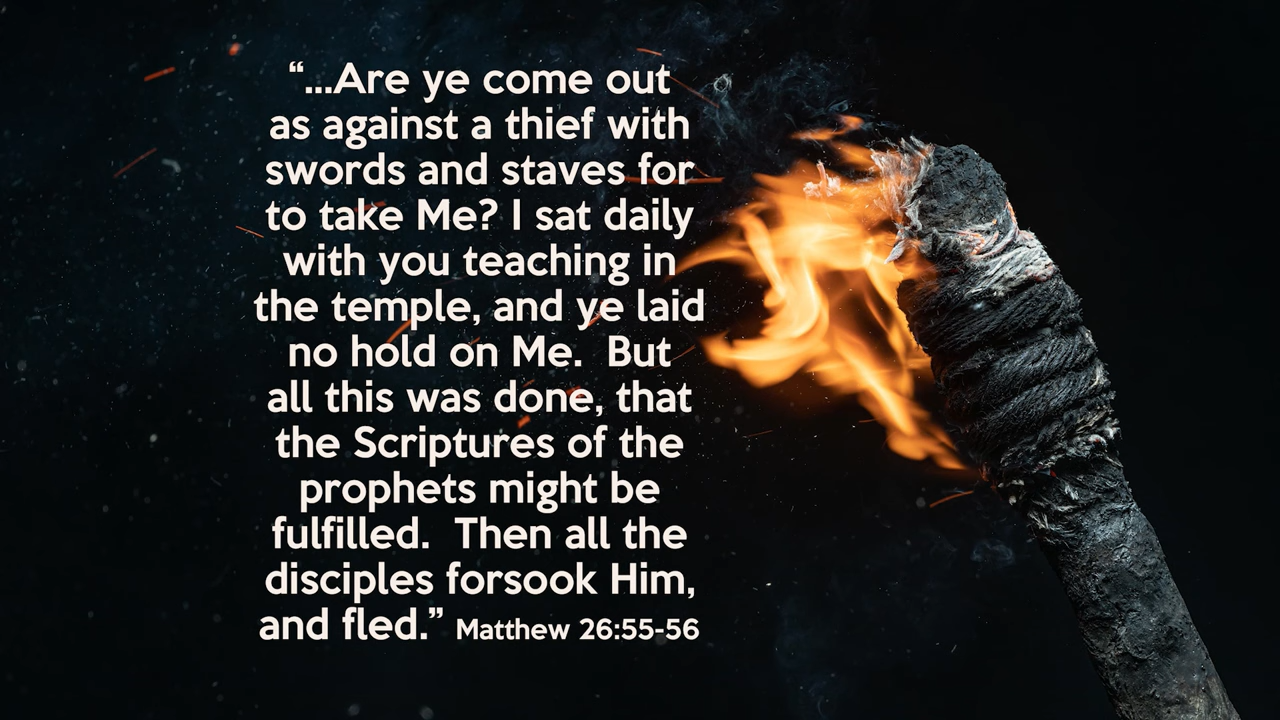 “...Are ye come out
as against a thief with
swords and staves for
to take Me? I sat daily
with you teaching in
the temple, and ye laid
no hold on Me.  But
all this was done, that
the Scriptures of the
prophets might be
fulfilled.  Then all the
disciples forsook Him,
and fled.” Matthew 26:55-56